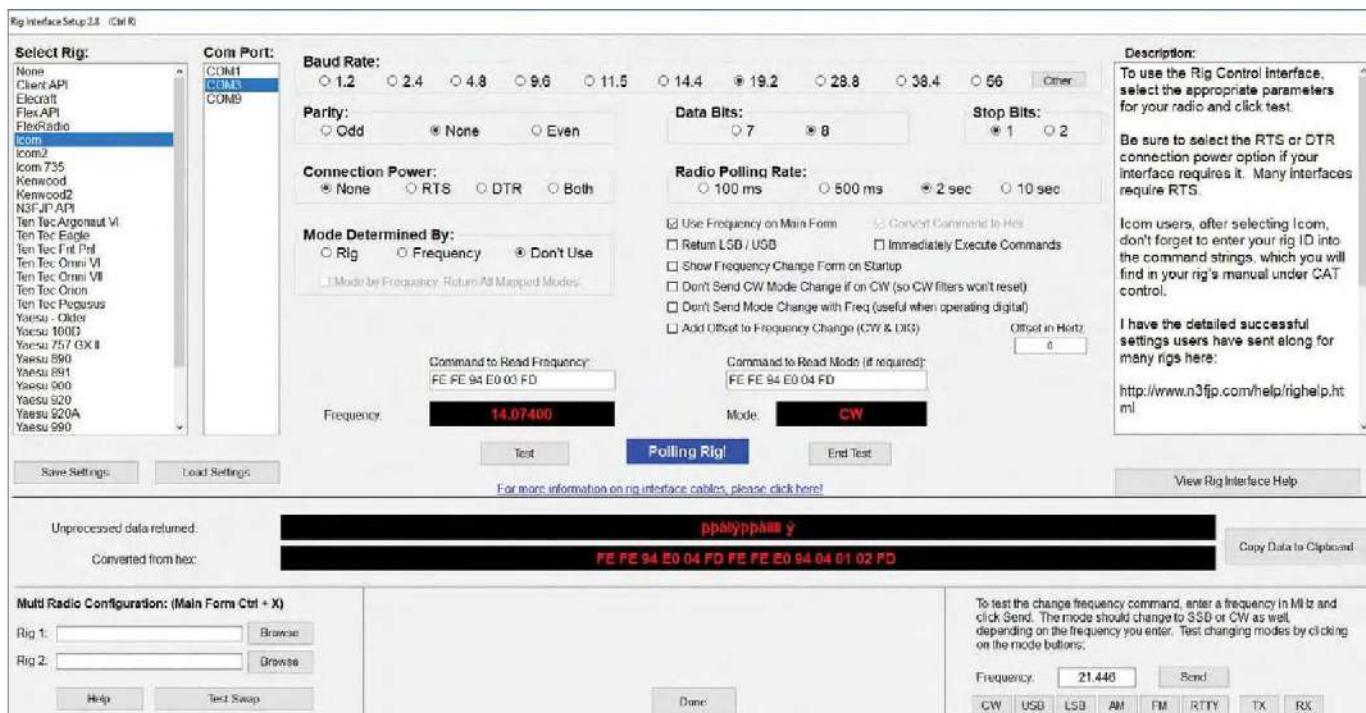 Rig Interface Setup 2.8 (Ctrl R)
Select Rig:
None
Client API
Elecraft
Flex API
FlexRadio
Icom
Icom2
Icom 735
Kenwood
Kenwood2
N3FJP API
Ten Tec Argonaut VI
Ten Tec Eagle
Ten Tec Fnt Pnl
Ten Tec Omni VI
Ten Tec Omni VII
Ten Tec Orion
Ten Tec Pegasus
Yaesu - Older
Yaesu 100D
Yaesu 757 GX II
Yaesu 890
Yaesu 891
Yaesu 900
Yaesu 920
Yaesu 920A
Yaesu 990
Save Settings
Load Settings
Com Port:
COM1
COM3
COM9
Baud Rate:
1.2 2.4 4.8 9.6 11.5 14.4 19.2 28.8 38.4 56 Other
Parity:
Odd None Even
Data Bits:
7 8
Stop Bits:
1 2
Connection Power:
None RTS DTR Both
Radio Polling Rate:
100 ms 500 ms 2 sec 10 sec
Mode Determined By:
Rig Frequency Don't Use
Mode by Frequency: Return All Mapped Modes
Use Frequency on Main Form Convert Command to Hex
Return LSB / USB Immediately Execute Commands
Show Frequency Change Form on Startup
Don't Send CW Mode Change if on CW (so CW filters won't reset)
Don't Send Mode Change with Freq (useful when operating digital)
Add Offset to Frequency Change (CW & DIG)
Offset in Hertz
0
Command to Read Frequency:
FE FE 94 E0 03 FD
Command to Read Mode (if required):
FE FE 94 E0 04 FD
Frequency: 14.07400
Mode: CW
Test
Polling Rig!
End Test
For more information on rig interface cables, please click here!
Description:
To use the Rig Control interface,
select the appropriate parameters
for your radio and click test.
Be sure to select the RTS or DTR
connection power option if your
interface requires it. Many interfaces
require RTS.
Icom users, after selecting Icom,
don't forget to enter your rig ID into
the command strings, which you will
find in your rig's manual under CAT
control.
I have the detailed successful
settings users have sent along for
many rigs here:
http://www.n3fjp.com/help/righelp.ht
ml
View Rig Interface Help
Unprocessed data returned:
Converted from hex: FE FE 94 E0 04 FD FE FE E0 94 04 01 02 FD
Copy Data to Clipboard
Multi Radio Configuration: (Main Form Ctrl + X)
Rig 1: Browse
Rig 2: Browse
Help
Test Swap
Done
To test the change frequency command, enter a frequency in MHz and
click Send. The mode should change to SSB or CW as well,
depending on the frequency you enter. Test changing modes by clicking
on the mode buttons:
Frequency: 21.446 Send
CW USB LSB AM FM RTTY TX RX